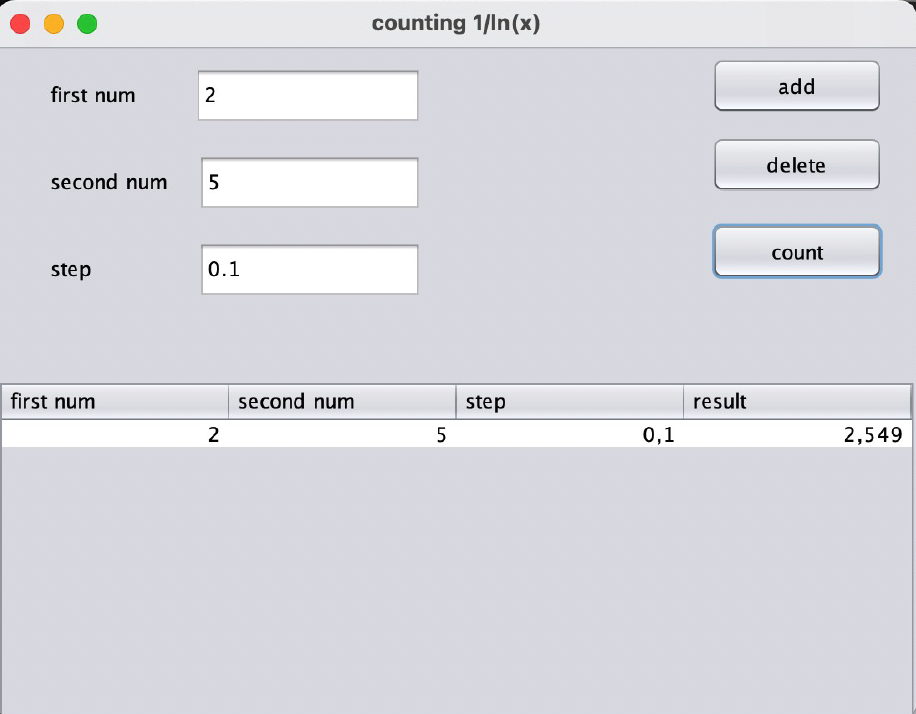 counting 1/ln(x)
first num 2 add
second num 5 delete
step 0.1 count
first num second num step result
2 5 0,1 2,549